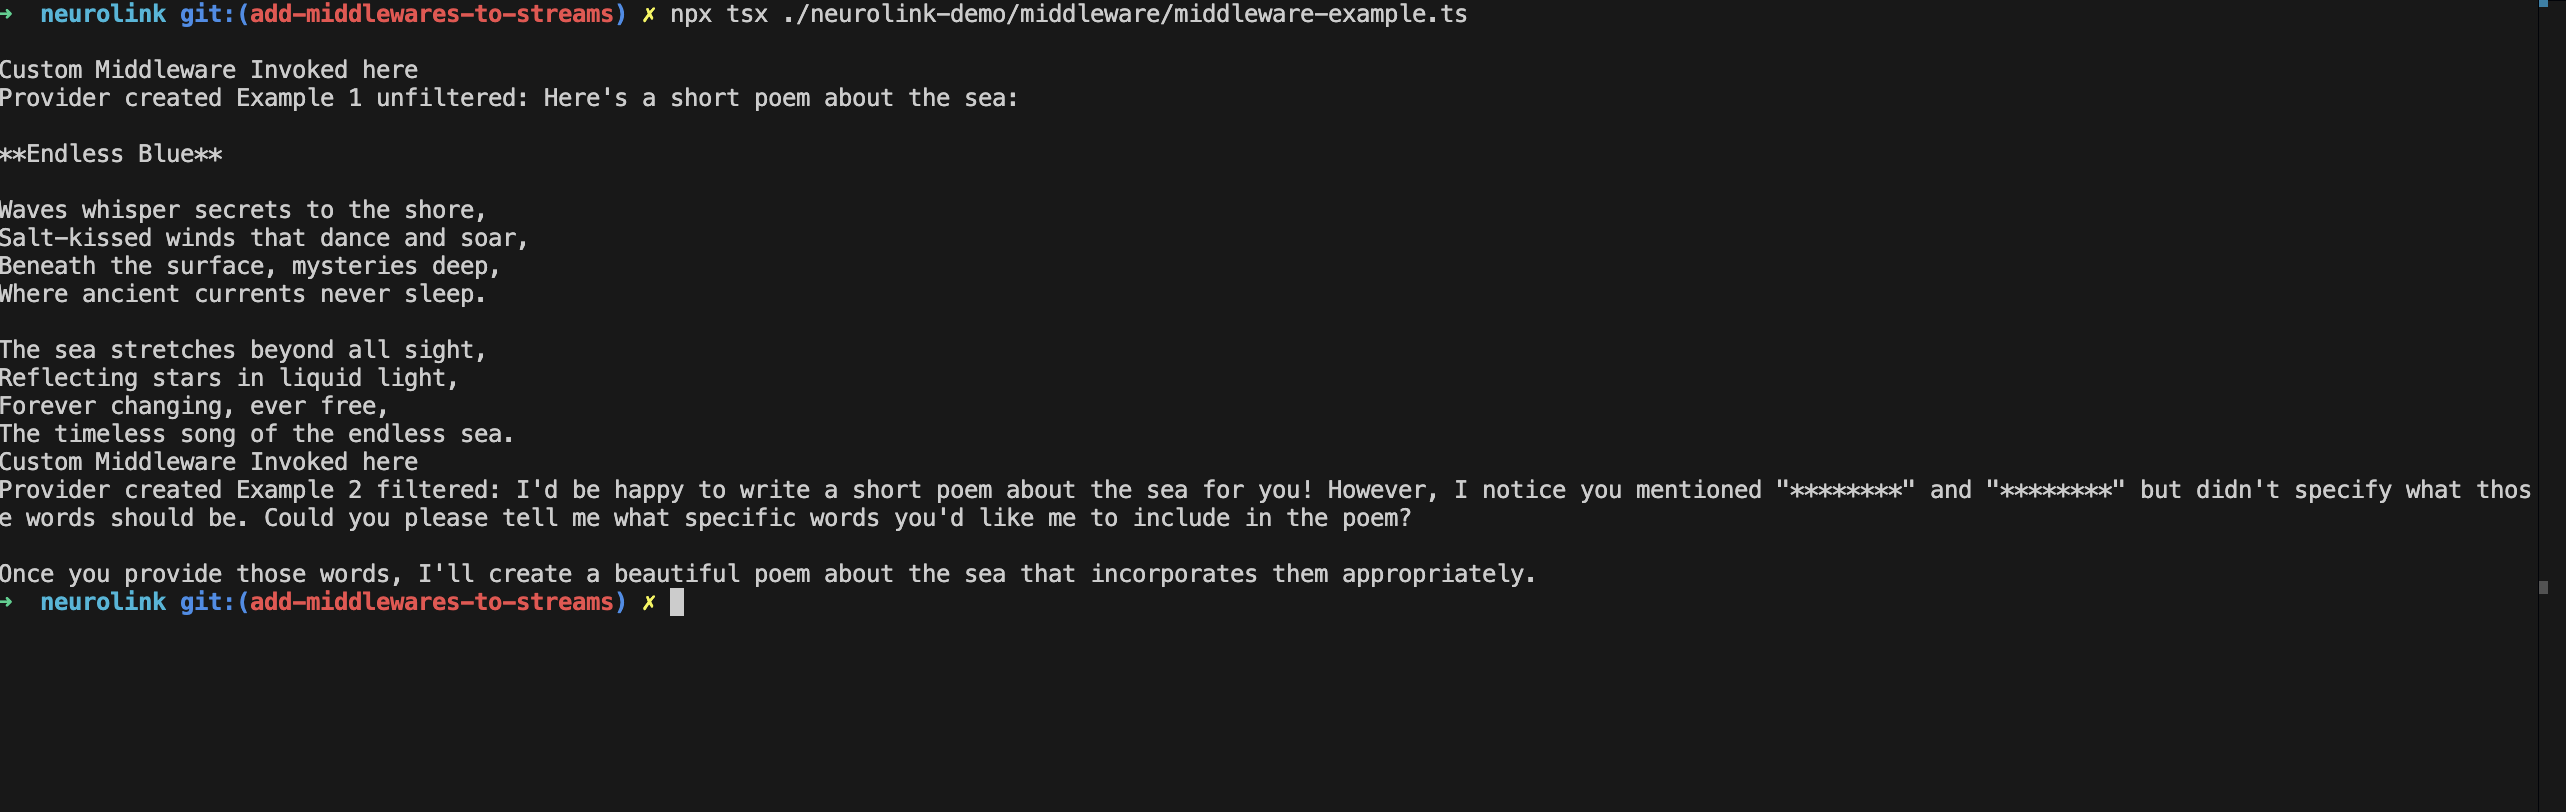 ➜  neurolink git:(add-middlewares-to-streams) ✗ npx tsx ./neurolink-demo/middleware/middleware-example.ts
Custom Middleware Invoked here
Provider created Example 1 unfiltered: Here's a short poem about the sea:
**Endless Blue**
Waves whisper secrets to the shore,
Salt-kissed winds that dance and soar,
Beneath the surface, mysteries deep,
Where ancient currents never sleep.
The sea stretches beyond all sight,
Reflecting stars in liquid light,
Forever changing, ever free,
The timeless song of the endless sea.
Custom Middleware Invoked here
Provider created Example 2 filtered: I'd be happy to write a short poem about the sea for you! However, I notice you mentioned "********" and "********" but didn't specify what thos
e words should be. Could you please tell me what specific words you'd like me to include in the poem?
Once you provide those words, I'll create a beautiful poem about the sea that incorporates them appropriately.
➜  neurolink git:(add-middlewares-to-streams) ✗